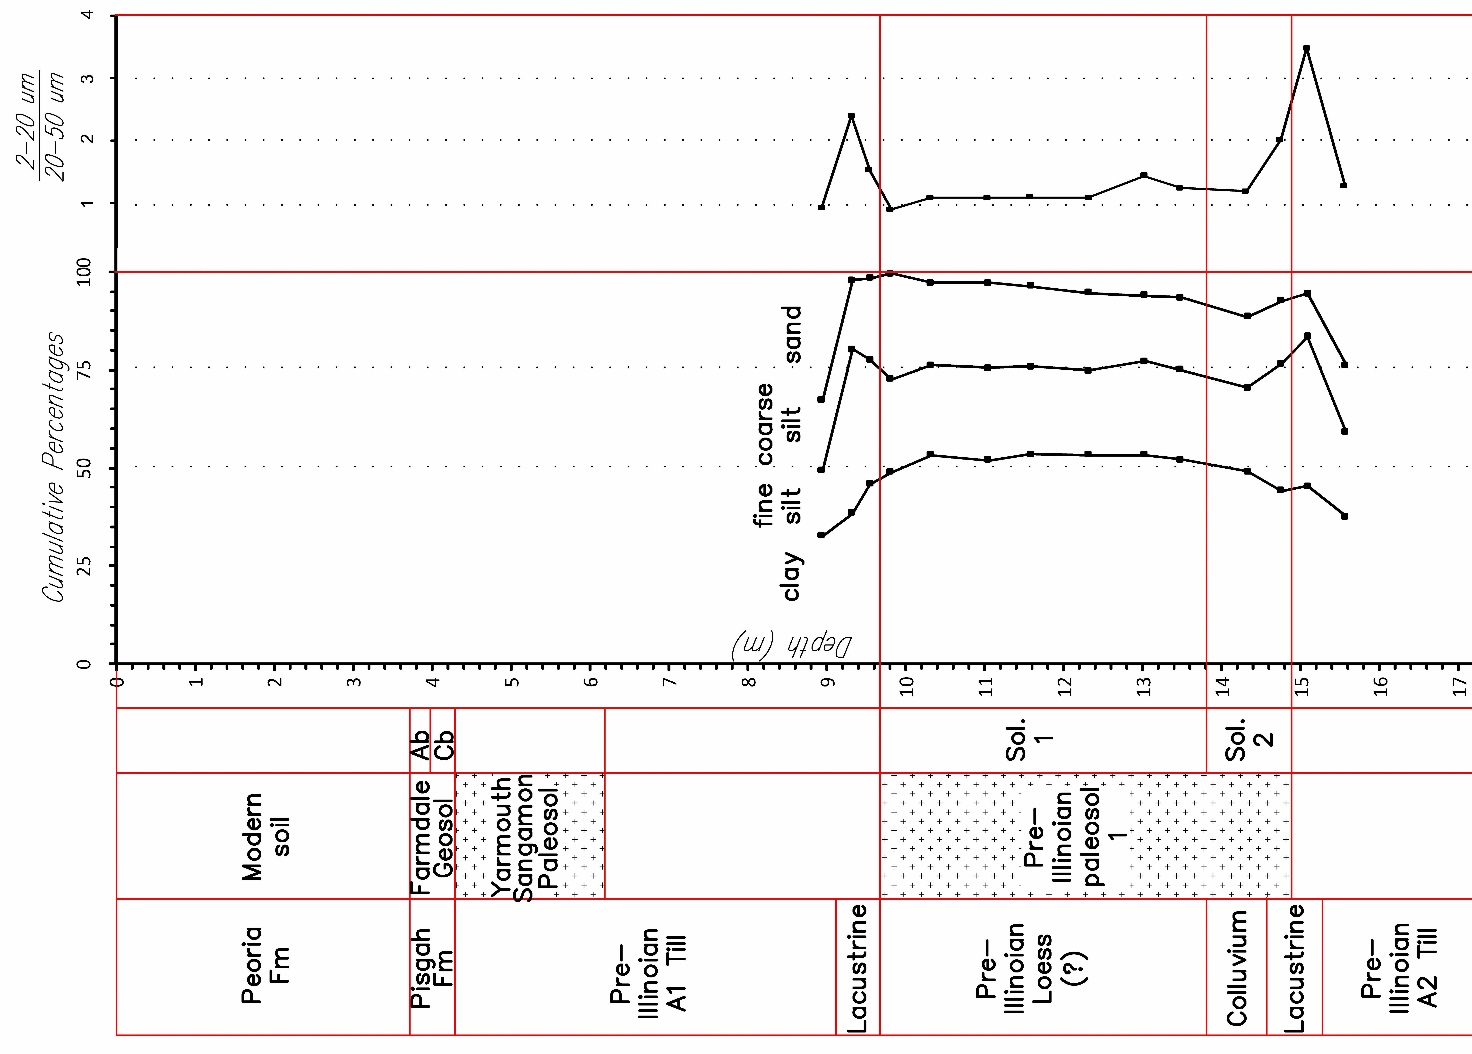 4
3
2
1
2–20 um
20–50 um
100
75
50
25
0
Cumulative Percentages
sand
coarse
silt
fine
silt
clay
Depth (m)
0 1 2 3 4 5 6 7 8 9 10 11 12 13 14 15 16 17
Ab
Cb
Sol.
1
Sol.
2
Modern
soil
Farmdale
Geosol
Yarmouth
Sangamon
Paleosol
Pre–
Illinoian
paleosol
1
Peoria
Fm
Pisgah
Fm
Pre–
Illinoian
A1 Till
Lacustrine
Pre–
Illinoian
Loess
(?)
Colluvium
Lacustrine
Pre–
Illinoian
A2 Till